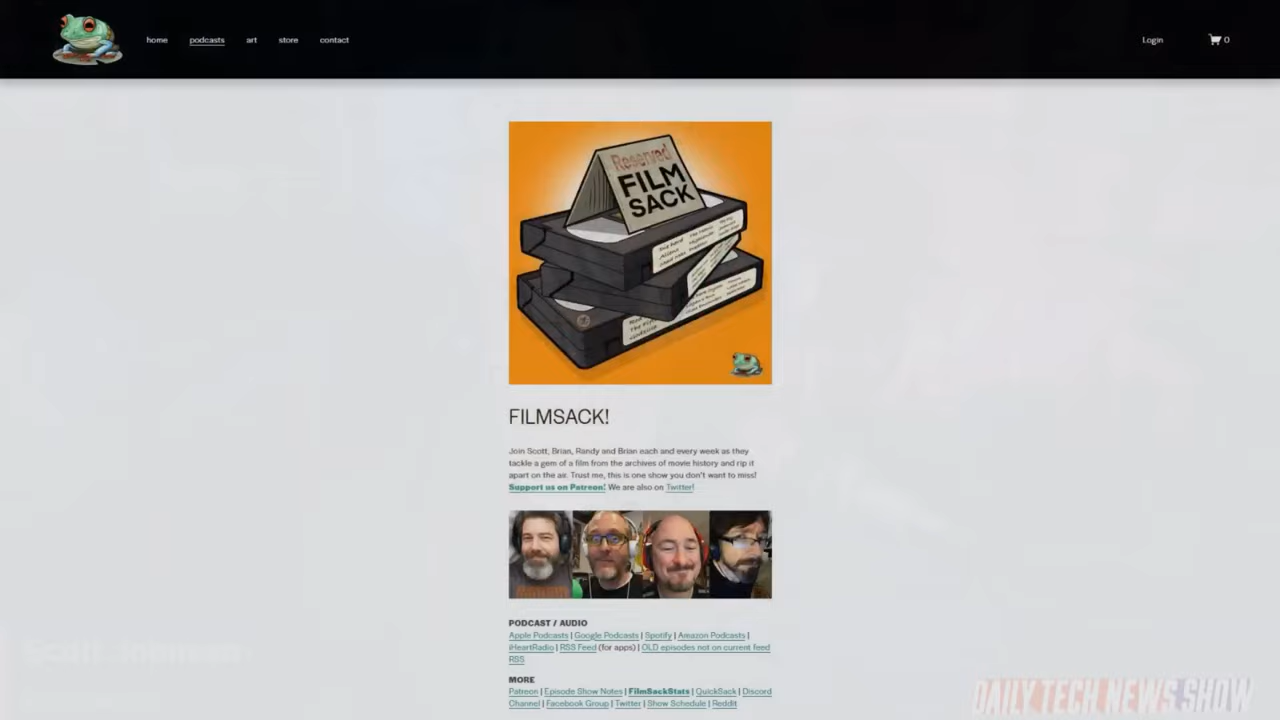 home podcasts art store contact Login 0
Reserved
FILM
SACK
FILMSACK!
Join Scott, Brian, Randy and Brian each and every week as they
tackle a gem of a film from the archives of movie history and rip it
apart on the air. Trust me, this is one show you don't want to miss!
Support us on Patreon! We are also on Twitter!
PODCAST / AUDIO
Apple Podcasts | Google Podcasts | Spotify | Amazon Podcasts |
iHeartRadio | RSS Feed (for apps) | OLD episodes not on current feed
RSS
MORE
Patreon | Episode Show Notes | FilmSackStats | QuickSack | Discord
Channel | Facebook Group | Twitter | Show Schedule | Reddit
DAILY TECH NEWS SHOW